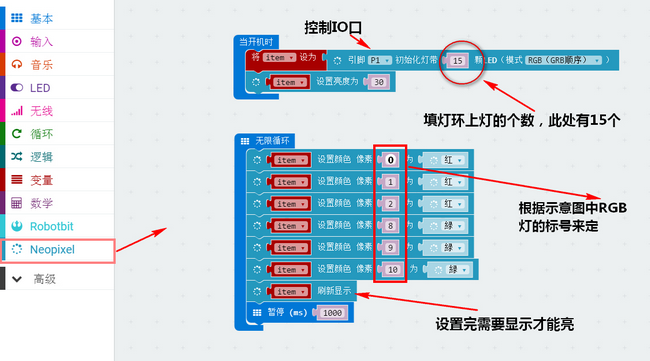 基本
输入
音乐
LED
无线
循环
逻辑
变量
数学
Robotbit
Neopixel
高级
控制IO口
当开机时
将 item 设为 引脚 P1 初始化灯带 15 颗LED（模式 RGB (GRB顺序) ）
item 设置亮度为 30
填灯环上灯的个数，此处有15个
无限循环
item 设置颜色 像素 0 为 红
item 设置颜色 像素 1 为 红
item 设置颜色 像素 2 为 红
item 设置颜色 像素 8 为 緑
item 设置颜色 像素 9 为 緑
item 设置颜色 像素 10 为 緑
item 刷新显示
暂停 (ms) 1000
根据示意图中RGB
灯的标号来定
设置完需要显示才能亮